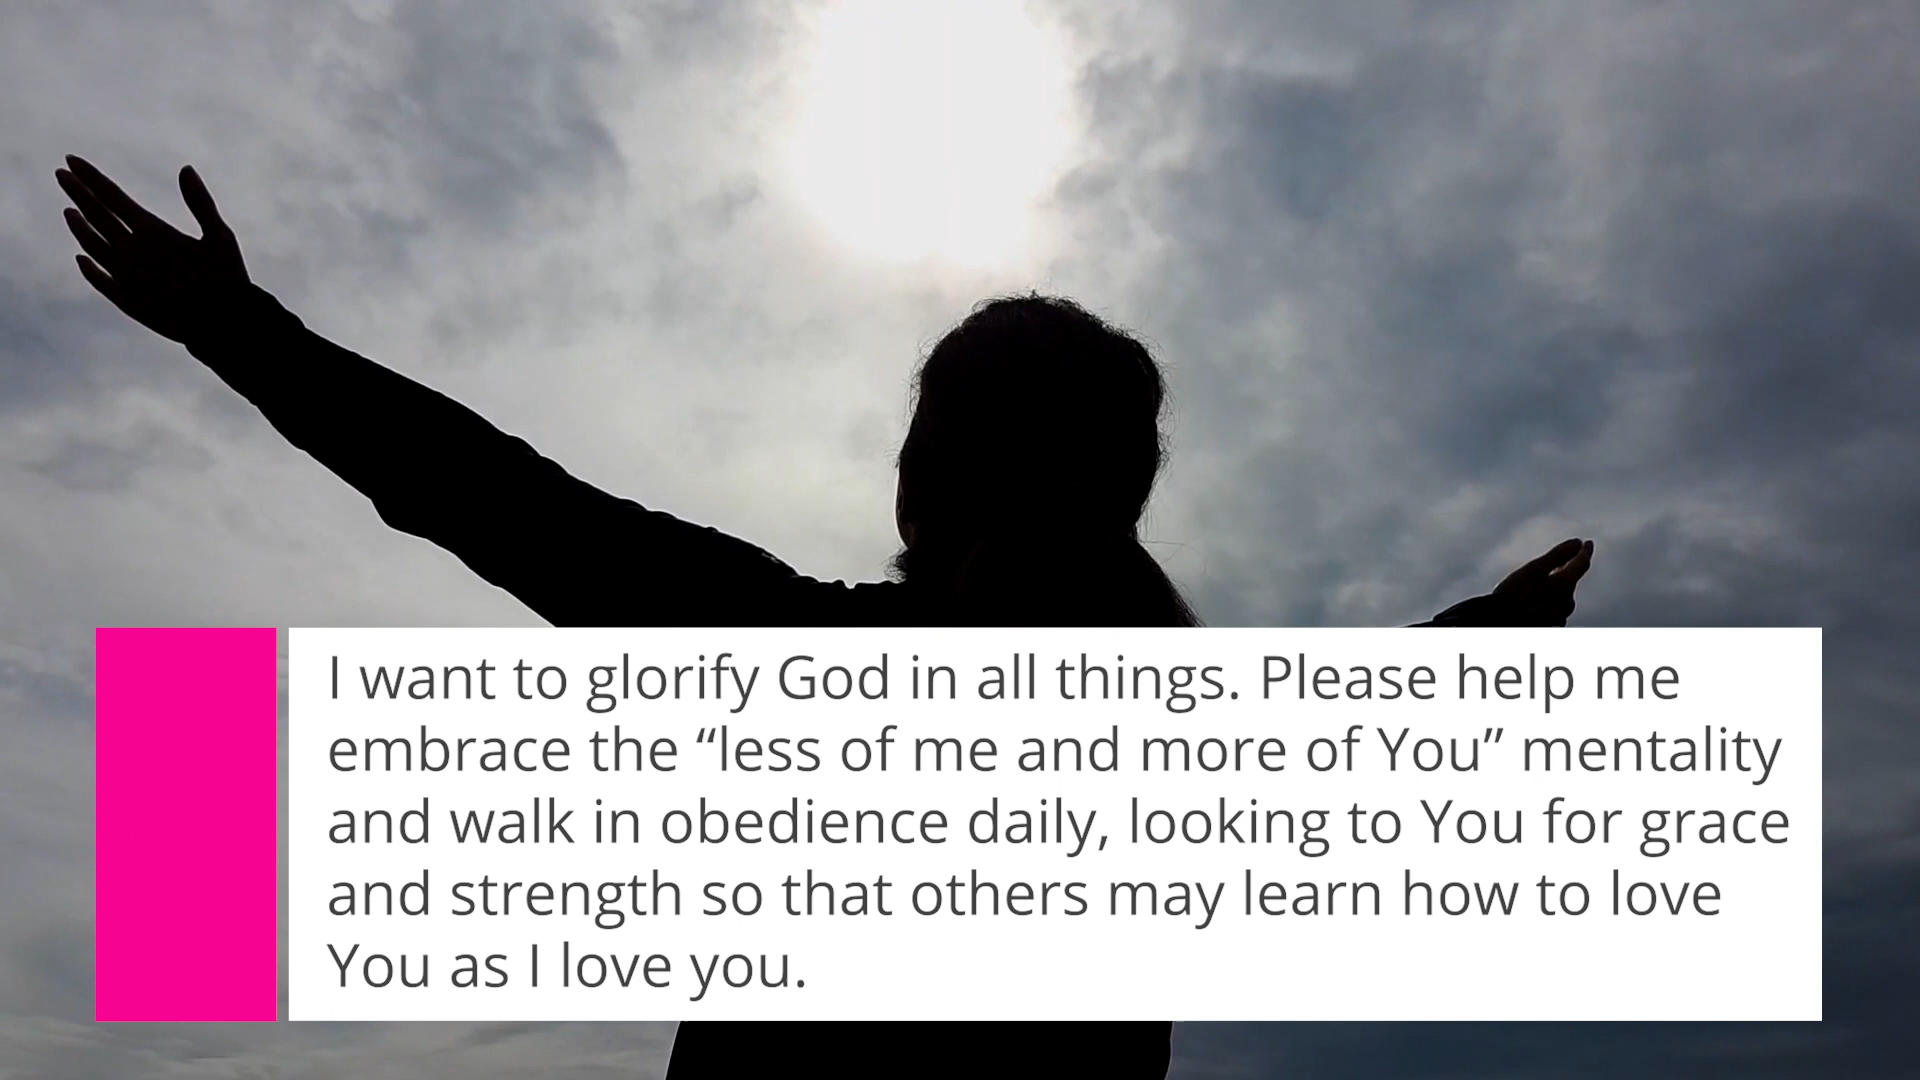 I want to glorify God in all things. Please help me
embrace the “less of me and more of You” mentality
and walk in obedience daily, looking to You for grace
and strength so that others may learn how to love
You as I love you.